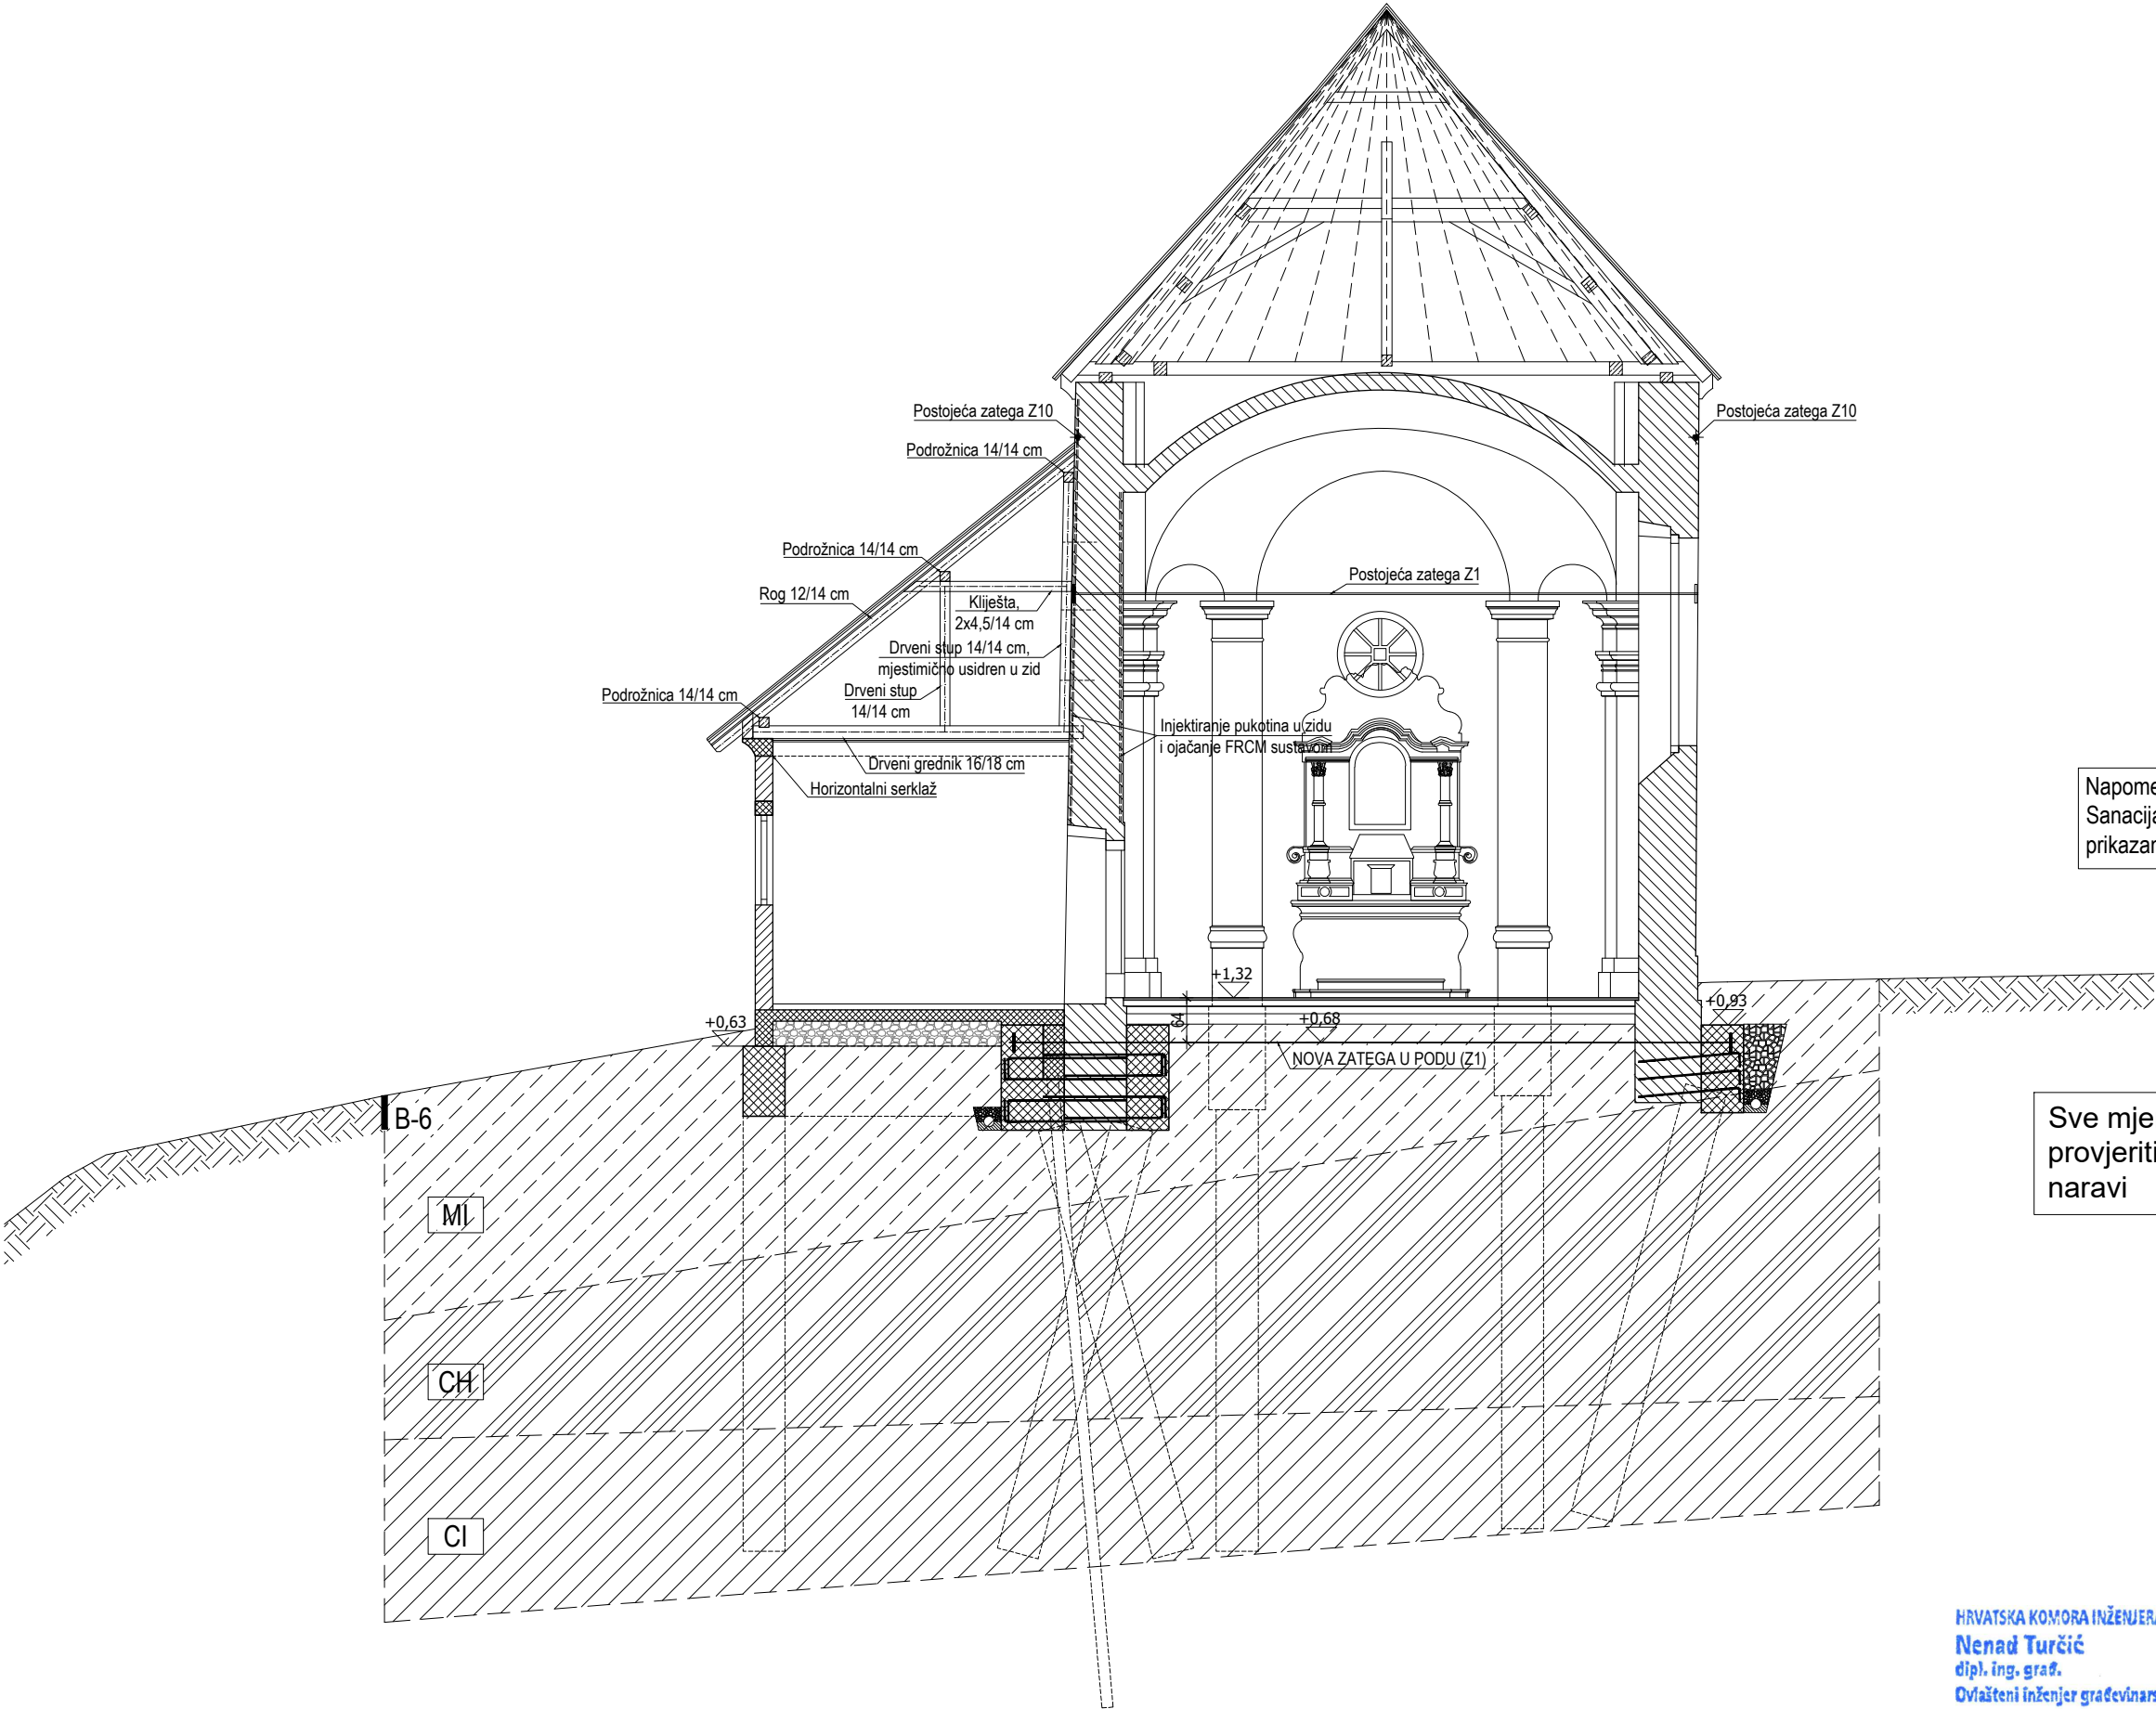 Postojeća zatega Z10
Postojeća zatega Z10
Podrožnica 14/14 cm
Podrožnica 14/14 cm
Postojeća zatega Z1
Rog 12/14 cm
Kliješta,
2x4,5/14 cm
Drveni stup 14/14 cm,
mjestimično usidren u zid
Podrožnica 14/14 cm
Drveni stup
14/14 cm
Injektiranje pukotina u zidu
i ojačanje FRCM sustavom
Drveni grednik 16/18 cm
Horizontalni serklaž
Napome
Sanacija
prikazan
+1,32
+0,93
64
+0,63
+0,68
NOVA ZATEGA U PODU (Z1)
B-6
Sve mje
provjeriti
naravi
MI
CH
CI
HRVATSKA KOMORA INŽENJERA
Nenad Turčić
dipl. ing. građ.
Ovlašteni inženjer građevinars